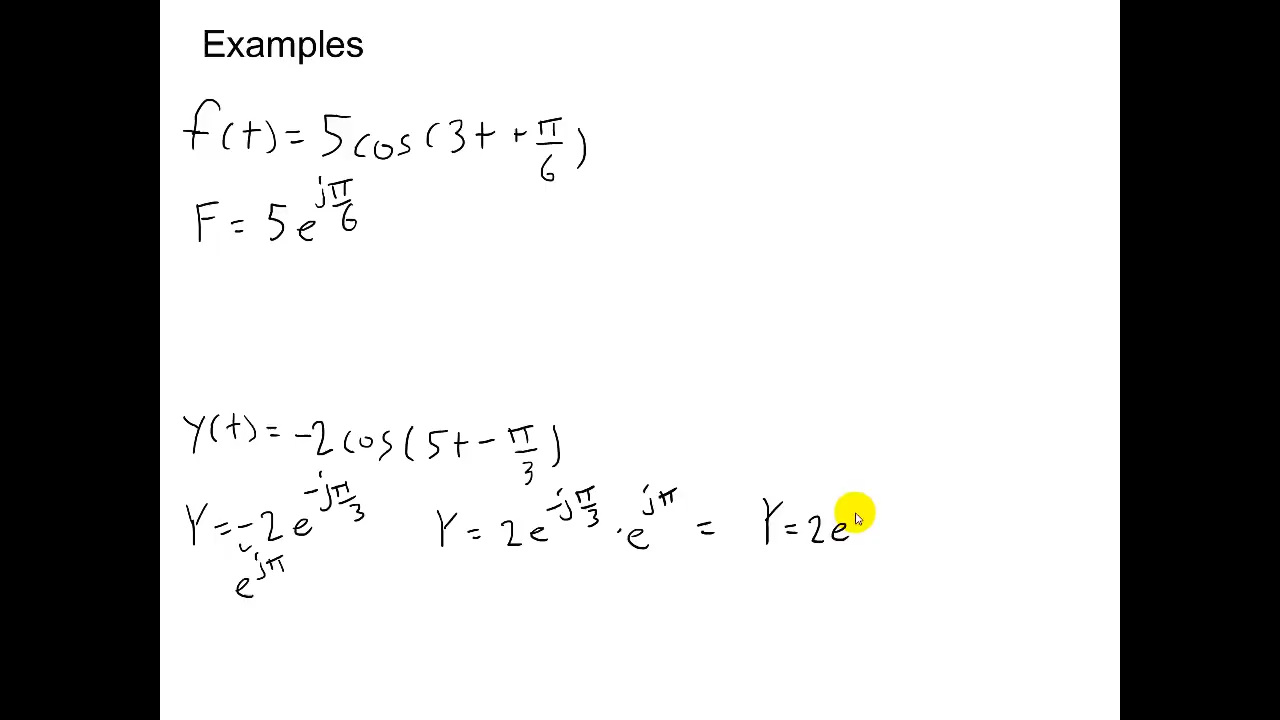 Examples
f(t) = 5cos(3t + π/6)
F = 5e^{jπ/6}
Y(t) = -2cos(5t - π/3)
Y = -2e^{-jπ/3}   Y = 2e^{-jπ/3} · e^{jπ} =   Y = 2e
e^{jπ}